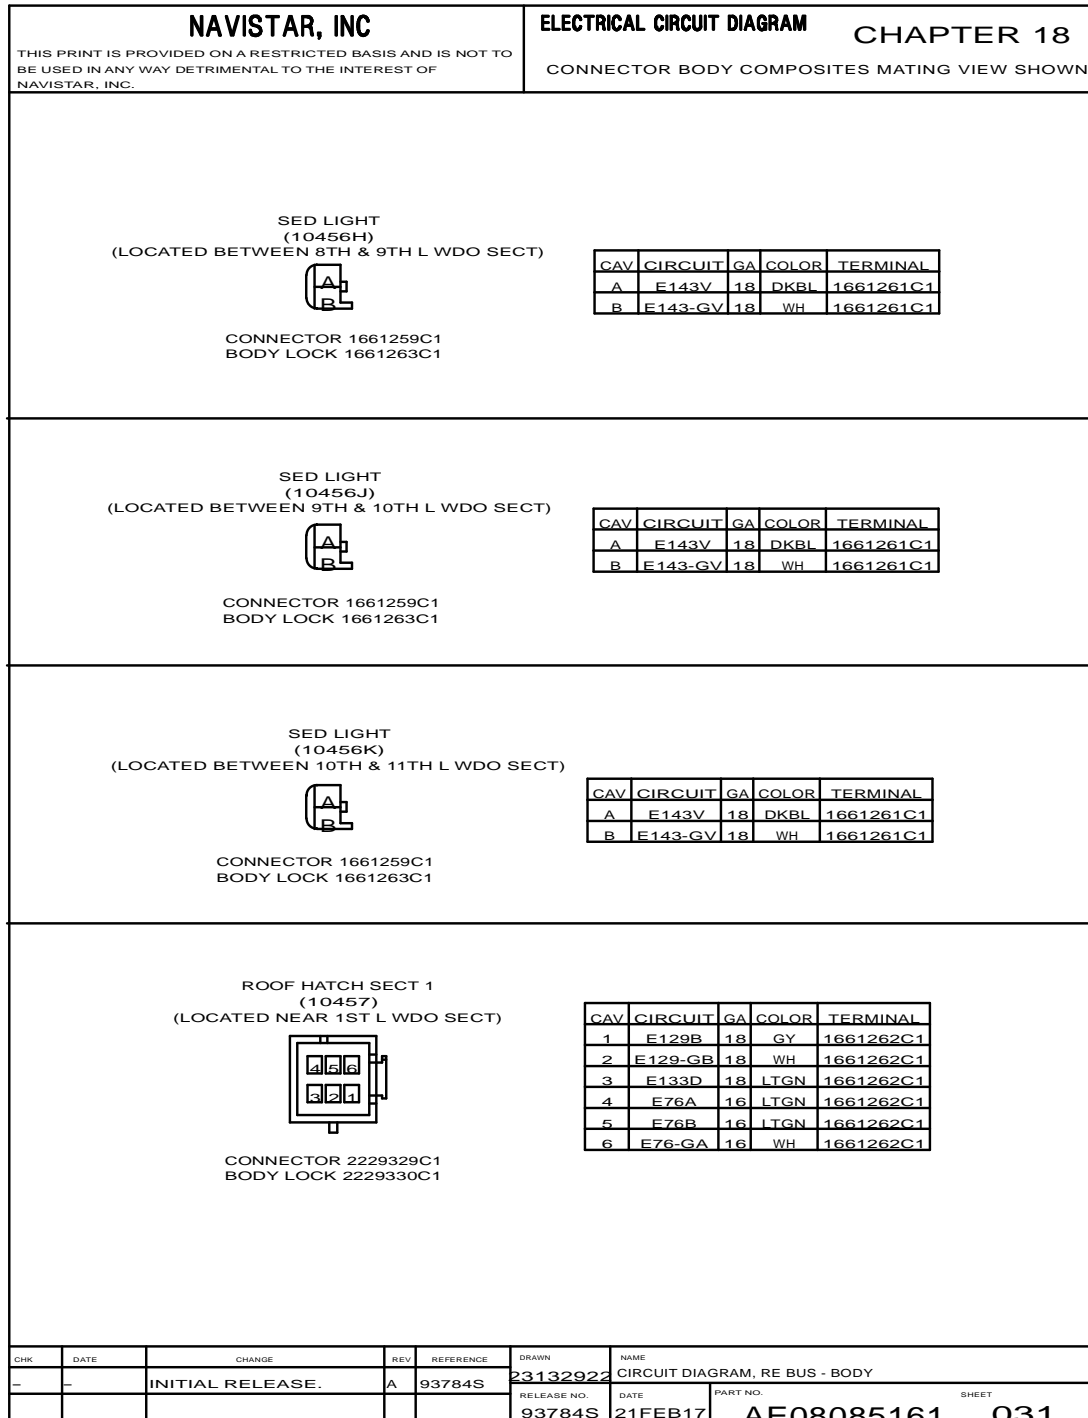 NAVISTAR, INC
THIS PRINT IS PROVIDED ON A RESTRICTED BASIS AND IS NOT TO
BE USED IN ANY WAY DETRIMENTAL TO THE INTEREST OF
NAVISTAR, INC.
ELECTRICAL CIRCUIT DIAGRAM
CHAPTER 18
CONNECTOR BODY COMPOSITES MATING VIEW SHOWN
SED LIGHT
(10456H)
(LOCATED BETWEEN 8TH & 9TH L WDO SECT)
A
B
CONNECTOR 1661259C1
BODY LOCK 1661263C1
CAV CIRCUIT GA COLOR TERMINAL
A E143V 18 DKBL 1661261C1
B E143-GV 18 WH 1661261C1
SED LIGHT
(10456J)
(LOCATED BETWEEN 9TH & 10TH L WDO SECT)
A
B
CONNECTOR 1661259C1
BODY LOCK 1661263C1
CAV CIRCUIT GA COLOR TERMINAL
A E143V 18 DKBL 1661261C1
B E143-GV 18 WH 1661261C1
SED LIGHT
(10456K)
(LOCATED BETWEEN 10TH & 11TH L WDO SECT)
A
B
CONNECTOR 1661259C1
BODY LOCK 1661263C1
CAV CIRCUIT GA COLOR TERMINAL
A E143V 18 DKBL 1661261C1
B E143-GV 18 WH 1661261C1
ROOF HATCH SECT 1
(10457)
(LOCATED NEAR 1ST L WDO SECT)
4 5 6
3 2 1
CONNECTOR 2229329C1
BODY LOCK 2229330C1
CAV CIRCUIT GA COLOR TERMINAL
1 E129B 18 GY 1661262C1
2 E129-GB 18 WH 1661262C1
3 E133D 18 LTGN 1661262C1
4 E76A 16 LTGN 1661262C1
5 E76B 16 LTGN 1661262C1
6 E76-GA 16 WH 1661262C1
CHK DATE CHANGE REV REFERENCE
– – INITIAL RELEASE. A 93784S
DRAWN
23132922
NAME
CIRCUIT DIAGRAM, RE BUS - BODY
RELEASE NO.
93784S
DATE
21FEB17
PART NO.
AE08085161
SHEET
031